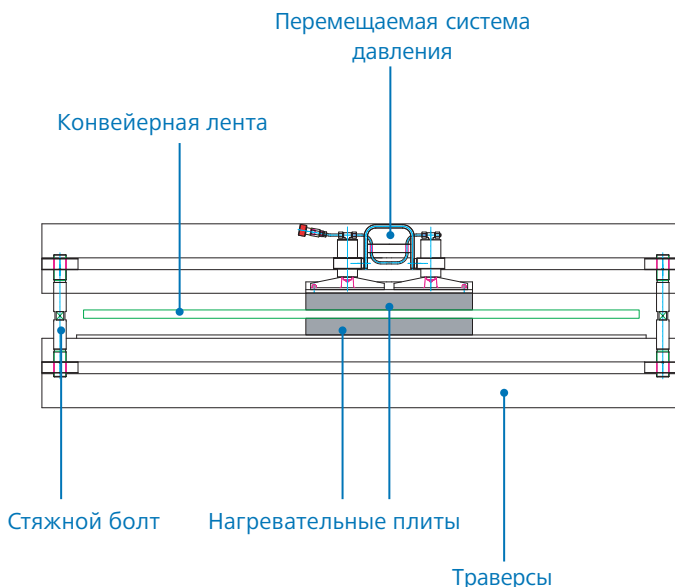 Перемещаемая система
давления
Конвейерная лента
Стяжной болт
Нагревательные плиты
Траверсы